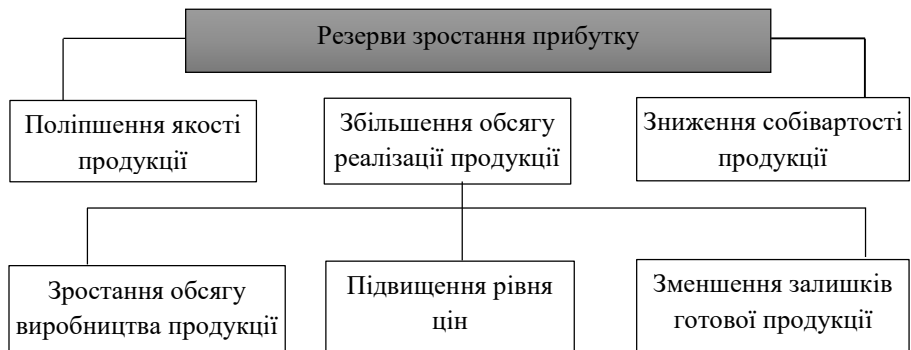 Резерви зростання прибутку
Поліпшення якості
продукції
Збільшення обсягу
реалізації продукції
Зниження собівартості
продукції
Зростання обсягу
виробництва продукції
Підвищення рівня
цін
Зменшення залишків
готової продукції